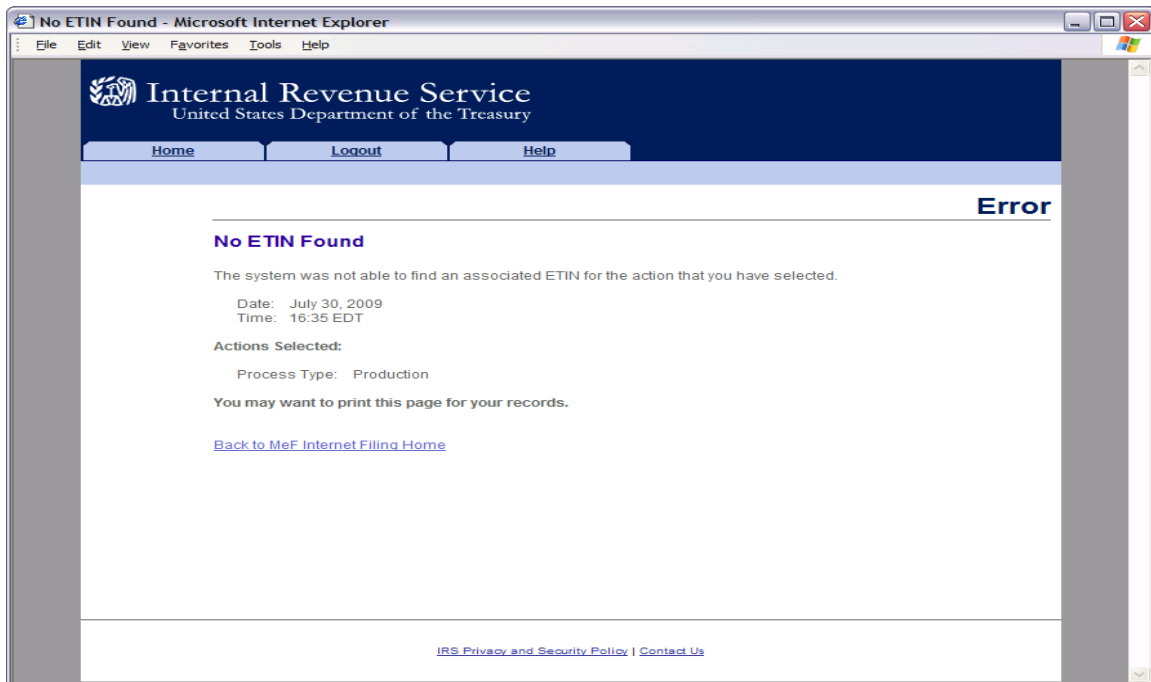 No ETIN Found - Microsoft Internet Explorer
File Edit View Favorites Tools Help
Internal Revenue Service
United States Department of the Treasury
Home Logout Help
Error
No ETIN Found
The system was not able to find an associated ETIN for the action that you have selected.
Date: July 30, 2009
Time: 16:35 EDT
Actions Selected:
Process Type: Production
You may want to print this page for your records.
Back to MeF Internet Filing Home
IRS Privacy and Security Policy | Contact Us